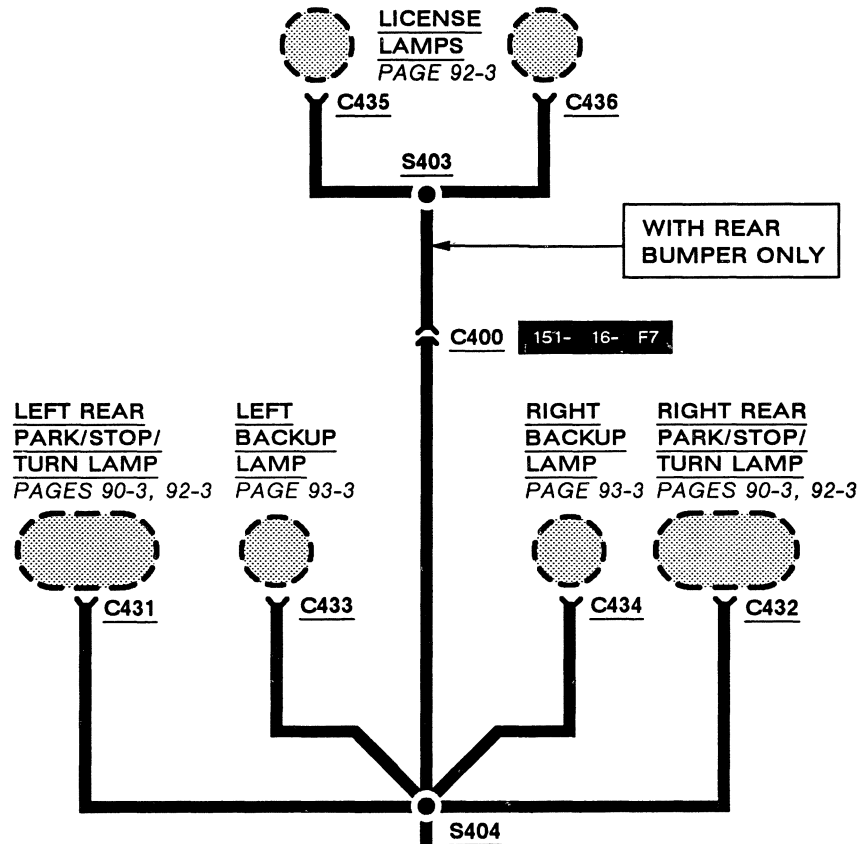 LICENSE
LAMPS
PAGE 92-3
C435
C436
S403
WITH REAR
BUMPER ONLY
C400
151- 16- F7
LEFT REAR
PARK/STOP/
TURN LAMP
PAGES 90-3, 92-3
LEFT
BACKUP
LAMP
PAGE 93-3
RIGHT
BACKUP
LAMP
PAGE 93-3
RIGHT REAR
PARK/STOP/
TURN LAMP
PAGES 90-3, 92-3
C431
C433
C434
C432
S404